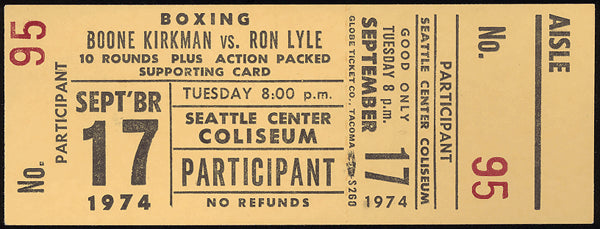 95
No.
PARTICIPANT
BOXING
BOONE KIRKMAN vs. RON LYLE
10 ROUNDS PLUS ACTION PACKED
SUPPORTING CARD
SEPT'BR
17
1974
TUESDAY 8:00 p.m.
SEATTLE CENTER
COLISEUM
PARTICIPANT
NO REFUNDS
GLOBE TICKET CO., TACOMA S260
SEPTEMBER 17 1974
TUESDAY 8 p.m.
GOOD ONLY
SEATTLE CENTER COLISEUM
PARTICIPANT
No. 95
AISLE